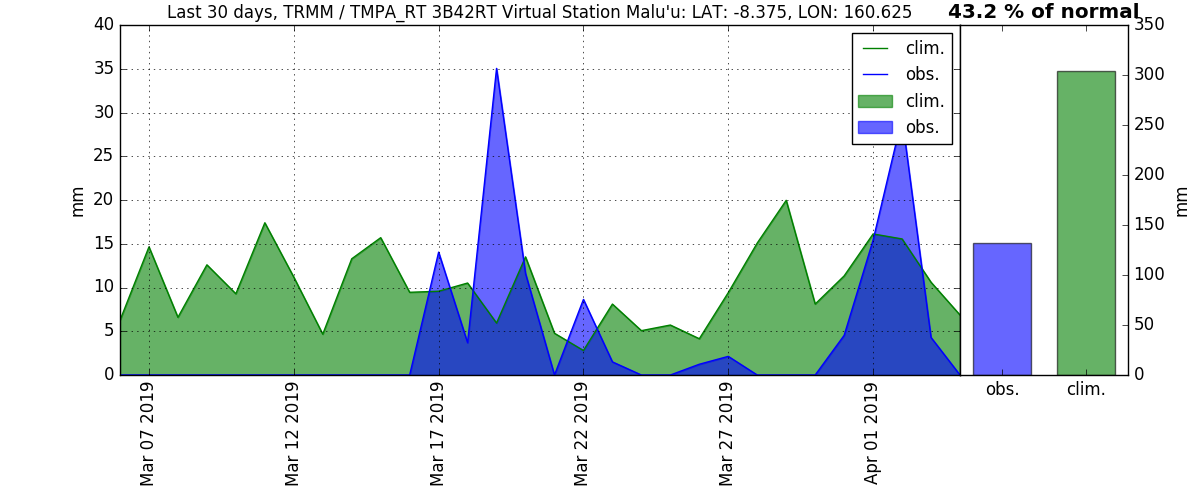 Last 30 days, TRMM / TMPA_RT 3B42RT Virtual Station Malu'u: LAT: -8.375, LON: 160.625
43.2 % of normal
40
35
30
25
20
15
10
5
0
mm
clim.
obs.
clim.
obs.
Mar 07 2019
Mar 12 2019
Mar 17 2019
Mar 22 2019
Mar 27 2019
Apr 01 2019
350
300
250
200
150
100
50
0
mm
obs.
clim.